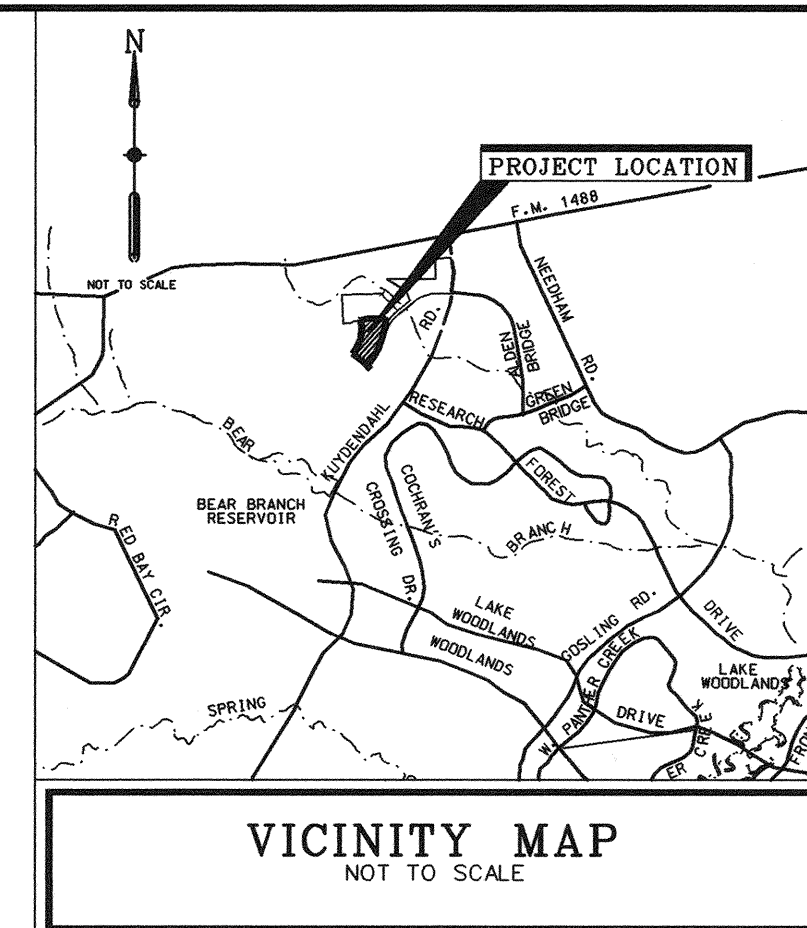 N
PROJECT LOCATION
F.M. 1488
NOT TO SCALE
NEEDHAM
RD.
RD.
ALDEN
BRIDGE
GREEN
BRIDGE
RESEARCH
KUYDENDAHL
BEAR
FOREST
COCHRAN'S
CROSSING
DR.
BEAR BRANCH
RESERVOIR
RED BAY CIR.
BRANCH
LAKE
WOODLANDS
WOODLANDS
GOSLING RD.
DRIVE
LAKE
WOODLANDS
W. PANTHER CREEK
DRIVE
SPRING
ER CREEK
VICINITY MAP
NOT TO SCALE